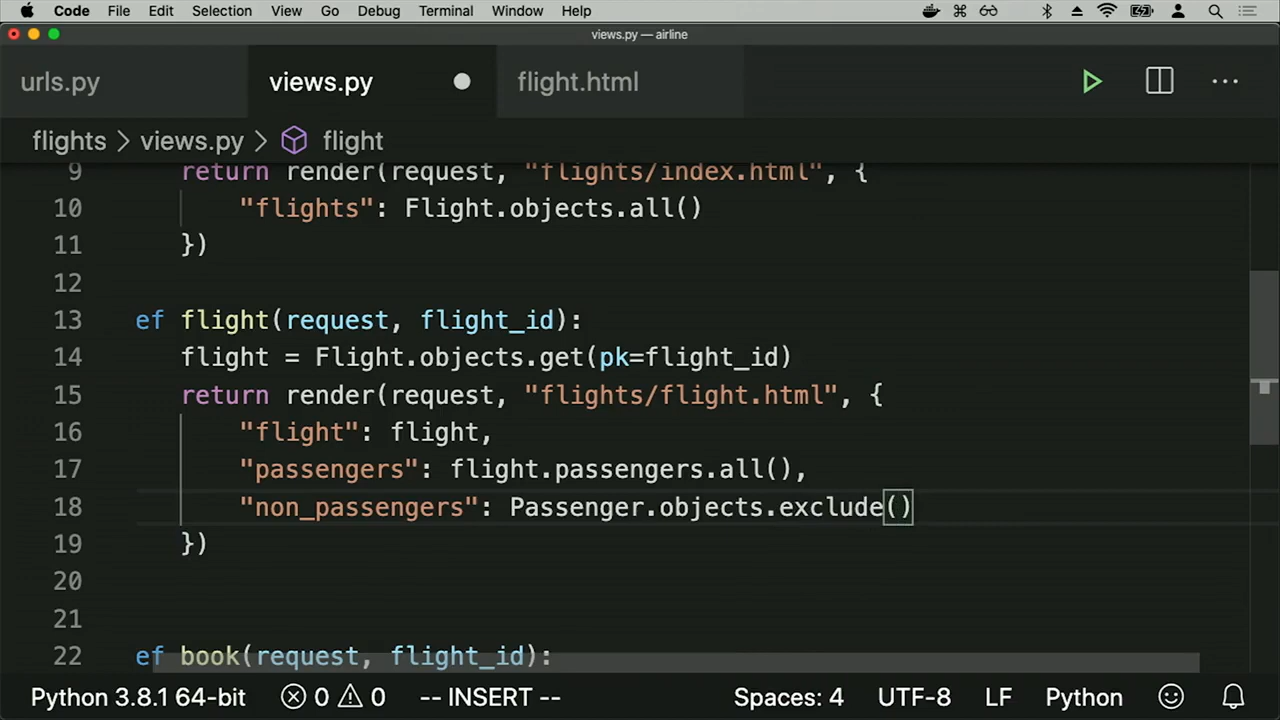 Code File Edit Selection View Go Debug Terminal Window Help
views.py — airline
urls.py views.py flight.html
flights > views.py > flight
9 return render(request, "flights/index.html", {
10 "flights": Flight.objects.all()
11 })
12
13 ef flight(request, flight_id):
14 flight = Flight.objects.get(pk=flight_id)
15 return render(request, "flights/flight.html", {
16 "flight": flight,
17 "passengers": flight.passengers.all(),
18 "non_passengers": Passenger.objects.exclude()
19 })
20
21
22 ef book(request, flight_id):
Python 3.8.1 64-bit 0 0 -- INSERT -- Spaces: 4 UTF-8 LF Python